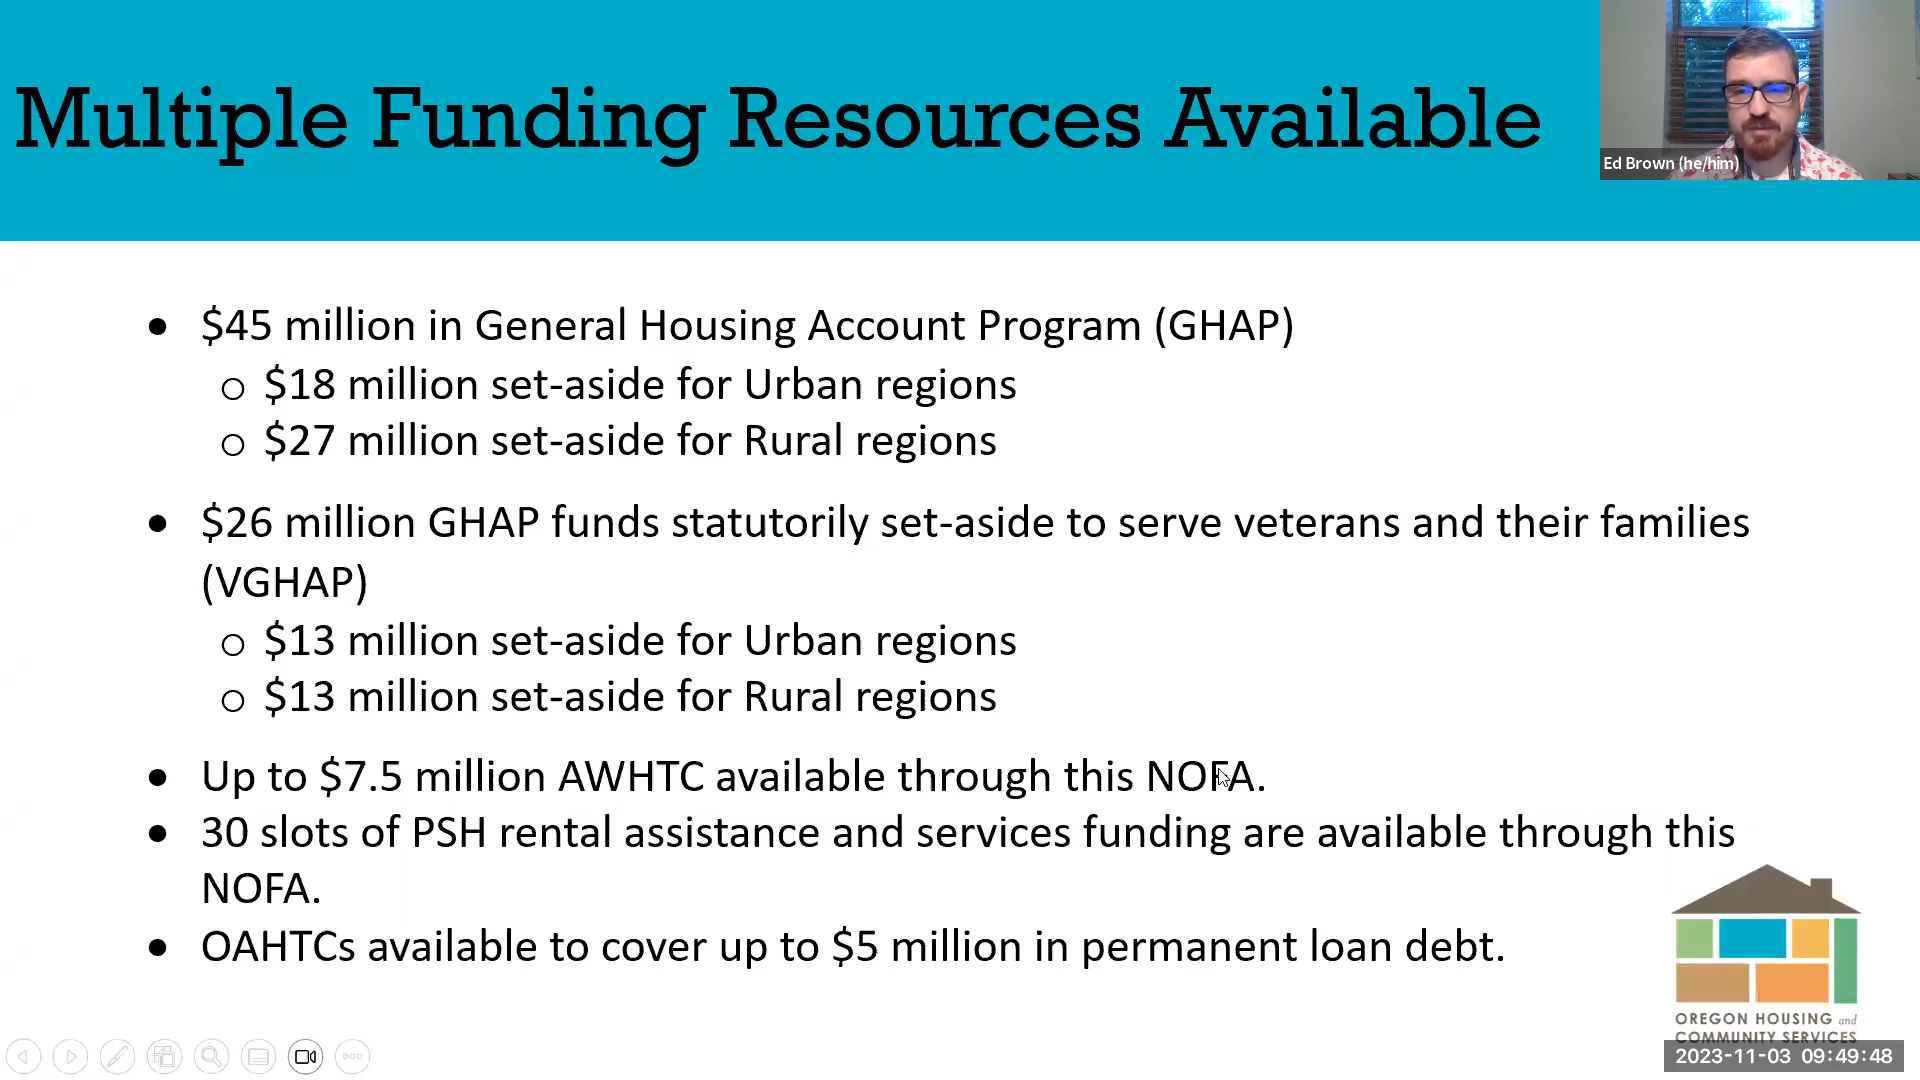 Multiple Funding Resources Available
Ed Brown (he/him)
• $45 million in General Housing Account Program (GHAP)
o $18 million set-aside for Urban regions
o $27 million set-aside for Rural regions
• $26 million GHAP funds statutorily set-aside to serve veterans and their families
(VGHAP)
o $13 million set-aside for Urban regions
o $13 million set-aside for Rural regions
• Up to $7.5 million AWHTC available through this NOFA.
• 30 slots of PSH rental assistance and services funding are available through this
NOFA.
• OAHTCs available to cover up to $5 million in permanent loan debt.
OREGON HOUSING and
COMMUNITY SERVICES
2023-11-03 09:49:48